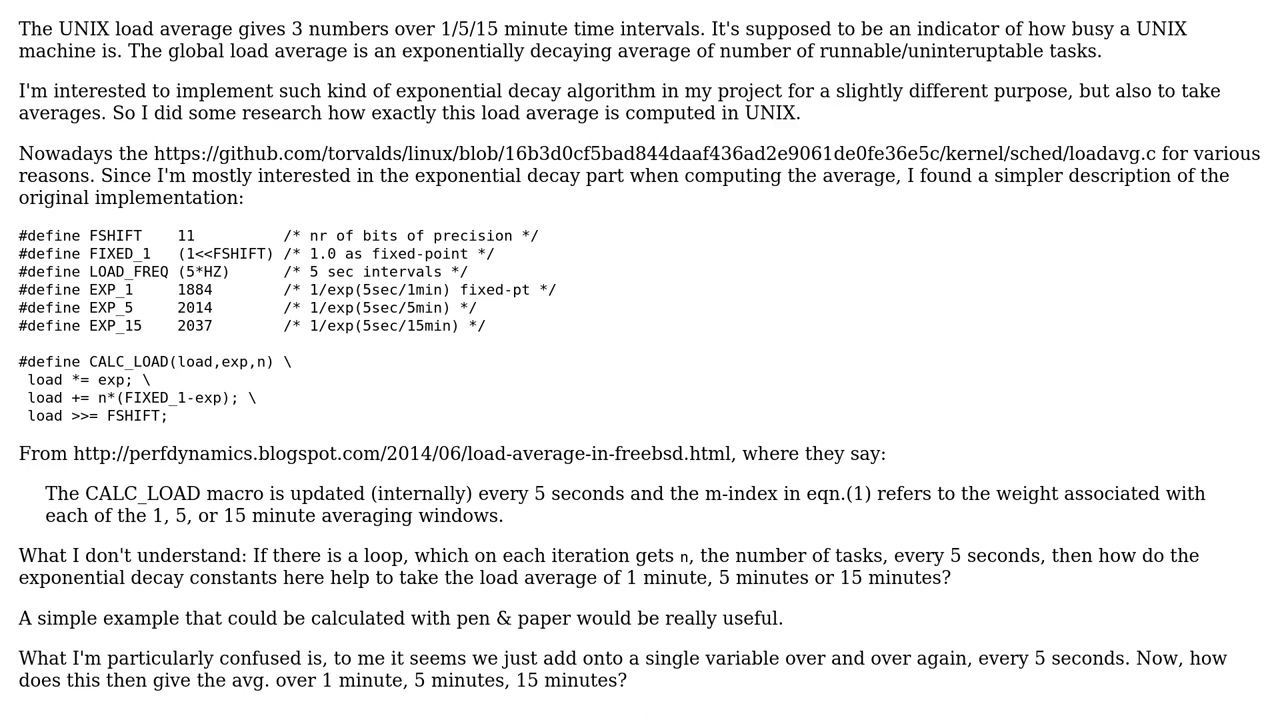 The UNIX load average gives 3 numbers over 1/5/15 minute time intervals. It's supposed to be an indicator of how busy a UNIX
machine is. The global load average is an exponentially decaying average of number of runnable/uninteruptable tasks.
I'm interested to implement such kind of exponential decay algorithm in my project for a slightly different purpose, but also to take
averages. So I did some research how exactly this load average is computed in UNIX.
Nowadays the https://github.com/torvalds/linux/blob/16b3d0cf5bad844daaf436ad2e9061de0fe36e5c/kernel/sched/loadavg.c for various
reasons. Since I'm mostly interested in the exponential decay part when computing the average, I found a simpler description of the
original implementation:
#define FSHIFT    11          /* nr of bits of precision */
#define FIXED_1   (1<<FSHIFT) /* 1.0 as fixed-point */
#define LOAD_FREQ (5*HZ)      /* 5 sec intervals */
#define EXP_1     1884        /* 1/exp(5sec/1min) fixed-pt */
#define EXP_5     2014        /* 1/exp(5sec/5min) */
#define EXP_15    2037        /* 1/exp(5sec/15min) */
#define CALC_LOAD(load,exp,n) \
 load *= exp; \
 load += n*(FIXED_1-exp); \
 load >>= FSHIFT;
From http://perfdynamics.blogspot.com/2014/06/load-average-in-freebsd.html, where they say:
The CALC_LOAD macro is updated (internally) every 5 seconds and the m-index in eqn.(1) refers to the weight associated with
each of the 1, 5, or 15 minute averaging windows.
What I don't understand: If there is a loop, which on each iteration gets n, the number of tasks, every 5 seconds, then how do the
exponential decay constants here help to take the load average of 1 minute, 5 minutes or 15 minutes?
A simple example that could be calculated with pen & paper would be really useful.
What I'm particularly confused is, to me it seems we just add onto a single variable over and over again, every 5 seconds. Now, how
does this then give the avg. over 1 minute, 5 minutes, 15 minutes?